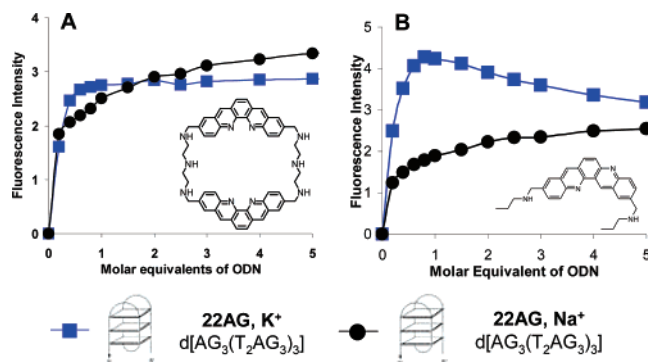 A
Fluorescence Intensity
4
3
2
1
0
0 1 2 3 4 5
Molar equivalents of ODN
N N
NH HN
NH HN
NH HN
N N
B
Fluorescence Intensity
5
4
3
2
1
0
0 1 2 3 4 5
Molar Equivalent of ODN
N
N
NH
NH
22AG, K⁺
d[AG₃(T₂AG₃)₃]
22AG, Na⁺
d[AG₃(T₂AG₃)₃]